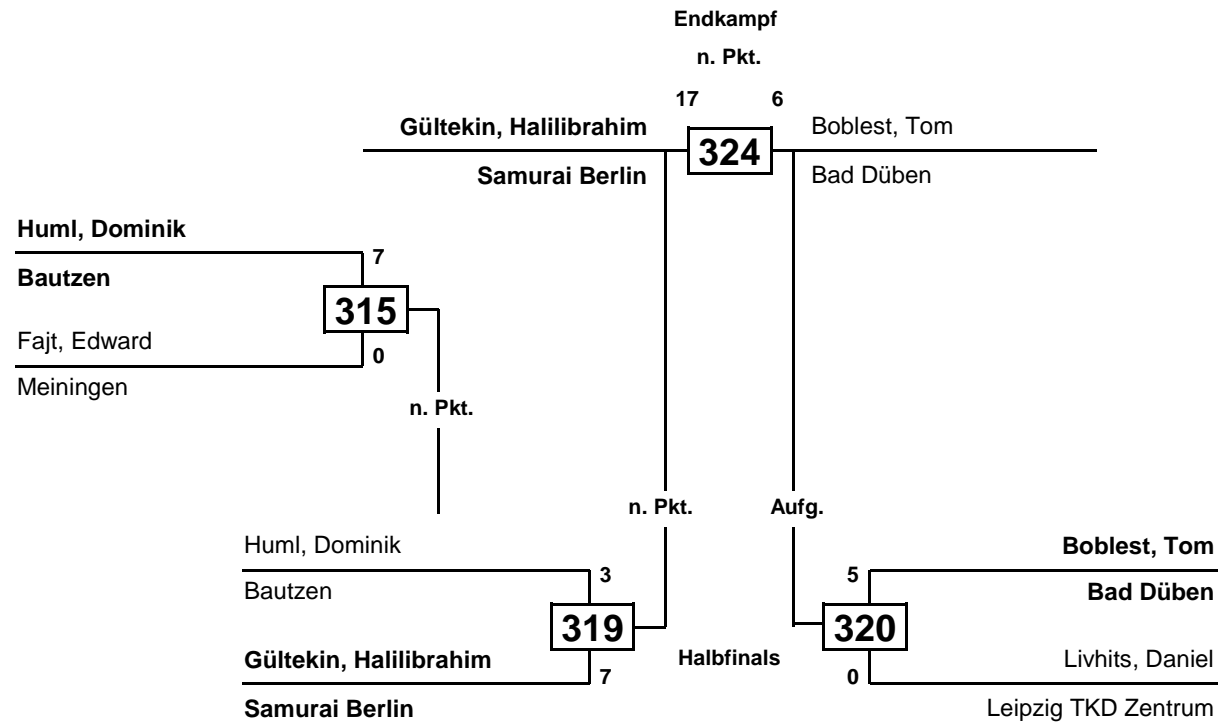 Endkampf
n. Pkt.
17 6
Gültekin, Halilibrahim 324 Boblest, Tom
Samurai Berlin Bad Düben
Huml, Dominik
7
Bautzen
315
Fajt, Edward
0
Meiningen
n. Pkt.
n. Pkt. Aufg.
Huml, Dominik Boblest, Tom
3 5
Bautzen Bad Düben
319 320
Gültekin, Halilibrahim Halbfinals Livhits, Daniel
7 0
Samurai Berlin Leipzig TKD Zentrum